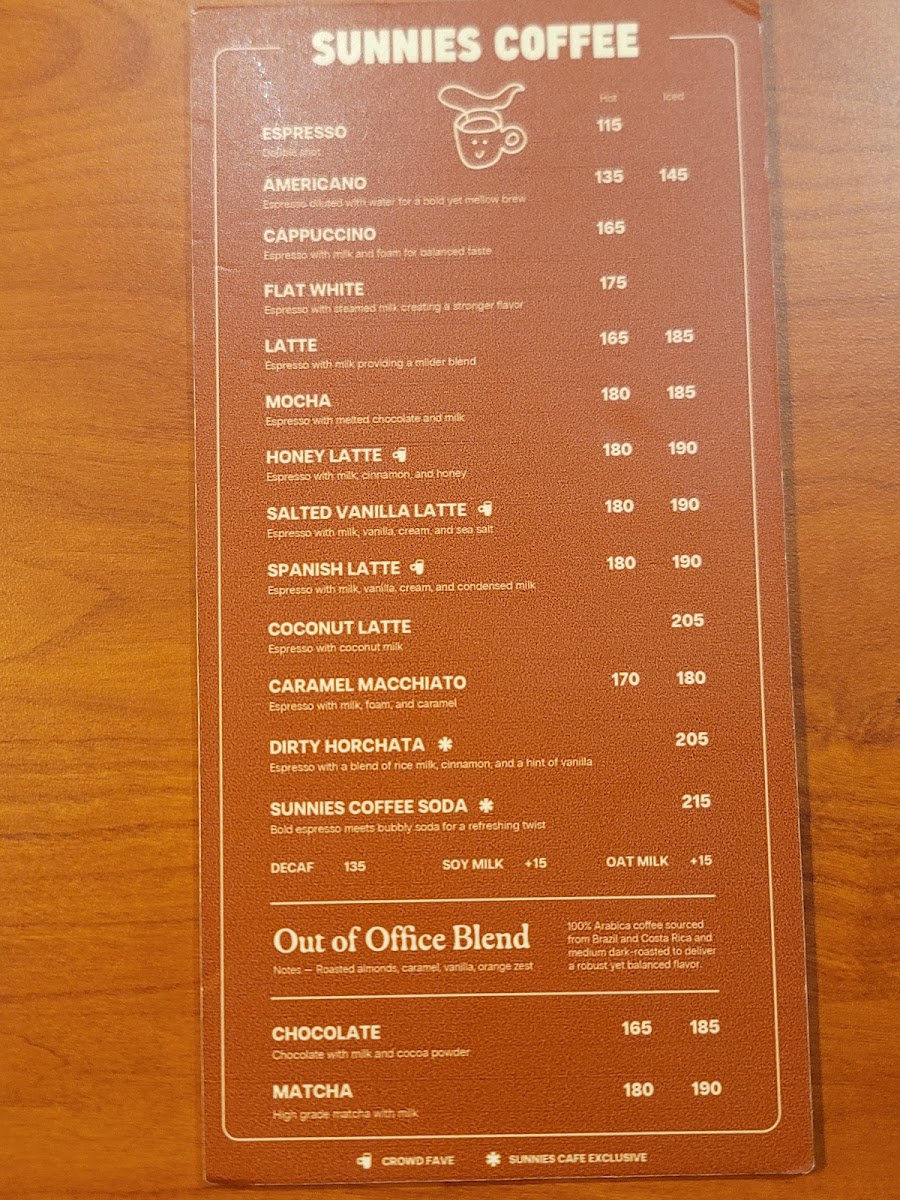 SUNNIES COFFEE
Hot Iced
ESPRESSO 115
Double shot
AMERICANO 135 145
Espresso diluted with water for a bold yet mellow brew
CAPPUCCINO 165
Espresso with milk and foam for balanced taste
FLAT WHITE 175
Espresso with steamed milk creating a stronger flavor
LATTE 165 185
Espresso with milk providing a milder blend
MOCHA 180 185
Espresso with melted chocolate and milk
HONEY LATTE 180 190
Espresso with milk, cinnamon, and honey
SALTED VANILLA LATTE 180 190
Espresso with milk, vanilla, cream, and sea salt
SPANISH LATTE 180 190
Espresso with milk, vanilla, cream, and condensed milk
COCONUT LATTE 205
Espresso with coconut milk
CARAMEL MACCHIATO 170 180
Espresso with milk, foam, and caramel
DIRTY HORCHATA ✱ 205
Espresso with a blend of rice milk, cinnamon, and a hint of vanilla
SUNNIES COFFEE SODA ✱ 215
Bold espresso meets bubbly soda for a refreshing twist
DECAF 135 SOY MILK +15 OAT MILK +15
Out of Office Blend
Notes — Roasted almonds, caramel, vanilla, orange zest
100% Arabica coffee sourced
from Brazil and Costa Rica and
medium dark-roasted to deliver
a robust yet balanced flavor.
CHOCOLATE 165 185
Chocolate with milk and cocoa powder
MATCHA 180 190
High grade matcha with milk
CROWD FAVE ✱ SUNNIES CAFE EXCLUSIVE